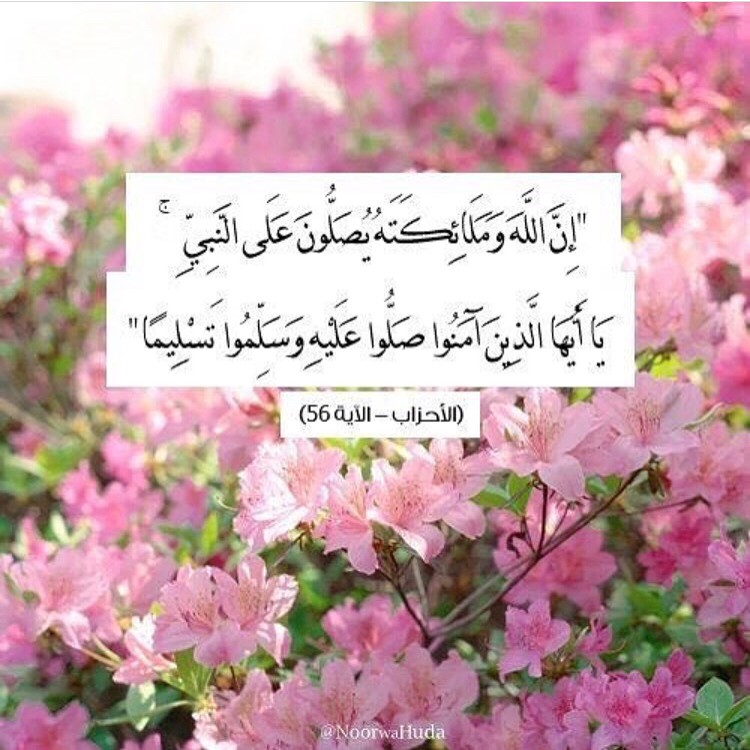 "إِنَّ اللَّهَ وَمَلَائِكَتَهُ يُصَلُّونَ عَلَى النَّبِيِّ ۚ
يَا أَيُّهَا الَّذِينَ آمَنُوا صَلُّوا عَلَيْهِ وَسَلِّمُوا تَسْلِيمًا"
(الأحزاب – الآية 56)
@NoorwaHuda